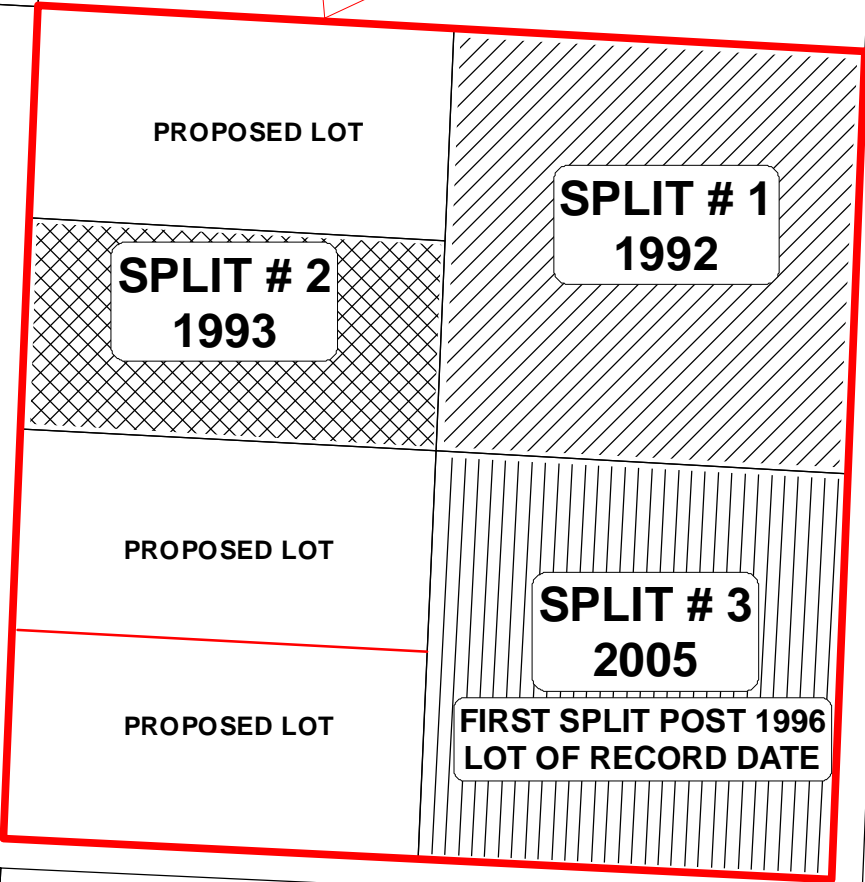 PROPOSED LOT
SPLIT # 1
1992
SPLIT # 2
1993
PROPOSED LOT
SPLIT # 3
2005
FIRST SPLIT POST 1996
LOT OF RECORD DATE
PROPOSED LOT